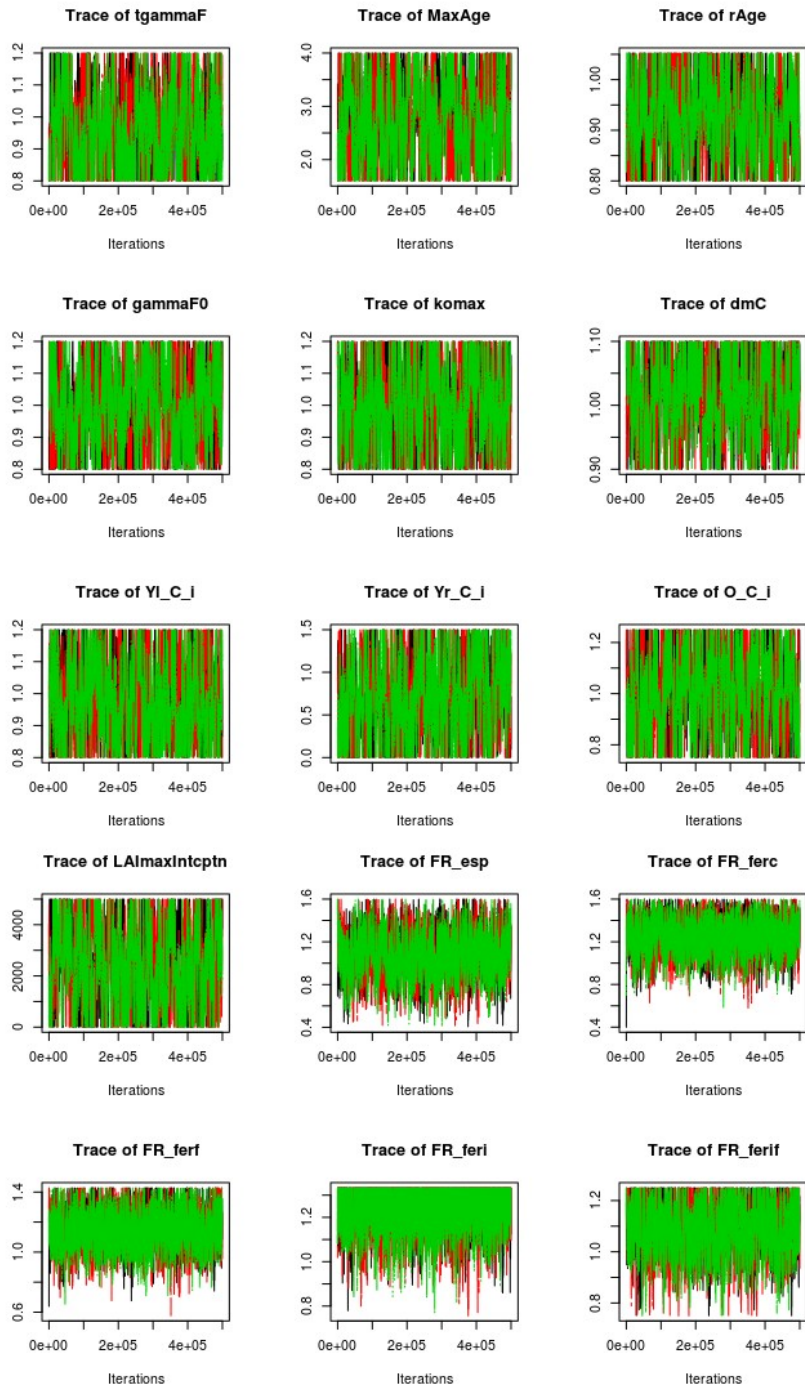 Trace of tgammaF
Trace of MaxAge
Trace of rAge
0.8 0.9 1.0 1.1 1.2
2.0 3.0 4.0
0.80 0.90 1.00
0e+00 2e+05 4e+05
0e+00 2e+05 4e+05
0e+00 2e+05 4e+05
Iterations
Iterations
Iterations
Trace of gammaF0
Trace of komax
Trace of dmC
0.8 0.9 1.0 1.1 1.2
0.8 0.9 1.0 1.1 1.2
0.90 1.00 1.10
0e+00 2e+05 4e+05
0e+00 2e+05 4e+05
0e+00 2e+05 4e+05
Iterations
Iterations
Iterations
Trace of Yl_C_i
Trace of Yr_C_i
Trace of O_C_i
0.8 0.9 1.0 1.1 1.2
0.0 0.5 1.0 1.5
0.8 1.0 1.2
0e+00 2e+05 4e+05
0e+00 2e+05 4e+05
0e+00 2e+05 4e+05
Iterations
Iterations
Iterations
Trace of LAImaxIntcptn
Trace of FR_esp
Trace of FR_ferc
0 2000 4000
0.4 0.8 1.2 1.6
0.4 0.8 1.2 1.6
0e+00 2e+05 4e+05
0e+00 2e+05 4e+05
0e+00 2e+05 4e+05
Iterations
Iterations
Iterations
Trace of FR_ferf
Trace of FR_feri
Trace of FR_ferif
0.6 1.0 1.4
0.8 1.0 1.2
0.8 1.0 1.2
0e+00 2e+05 4e+05
0e+00 2e+05 4e+05
0e+00 2e+05 4e+05
Iterations
Iterations
Iterations